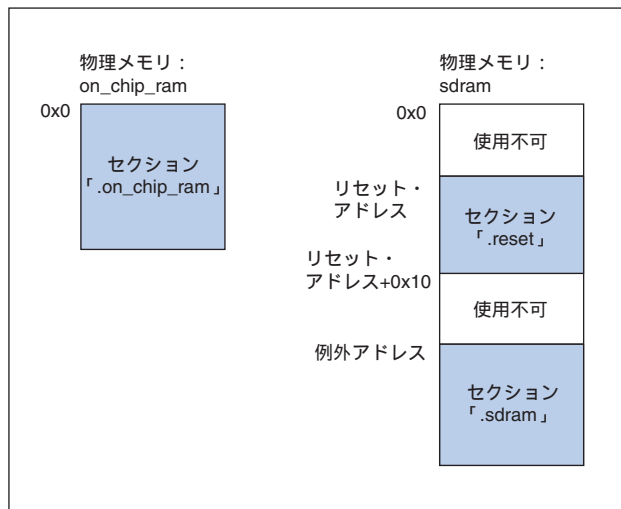 物理メモリ：
on_chip_ram
0x0
セクション
「.on_chip_ram」
物理メモリ：
sdram
0x0
使用不可
リセット・
アドレス
セクション
「.reset」
リセット・
アドレス+0x10
使用不可
例外アドレス
セクション
「.sdram」